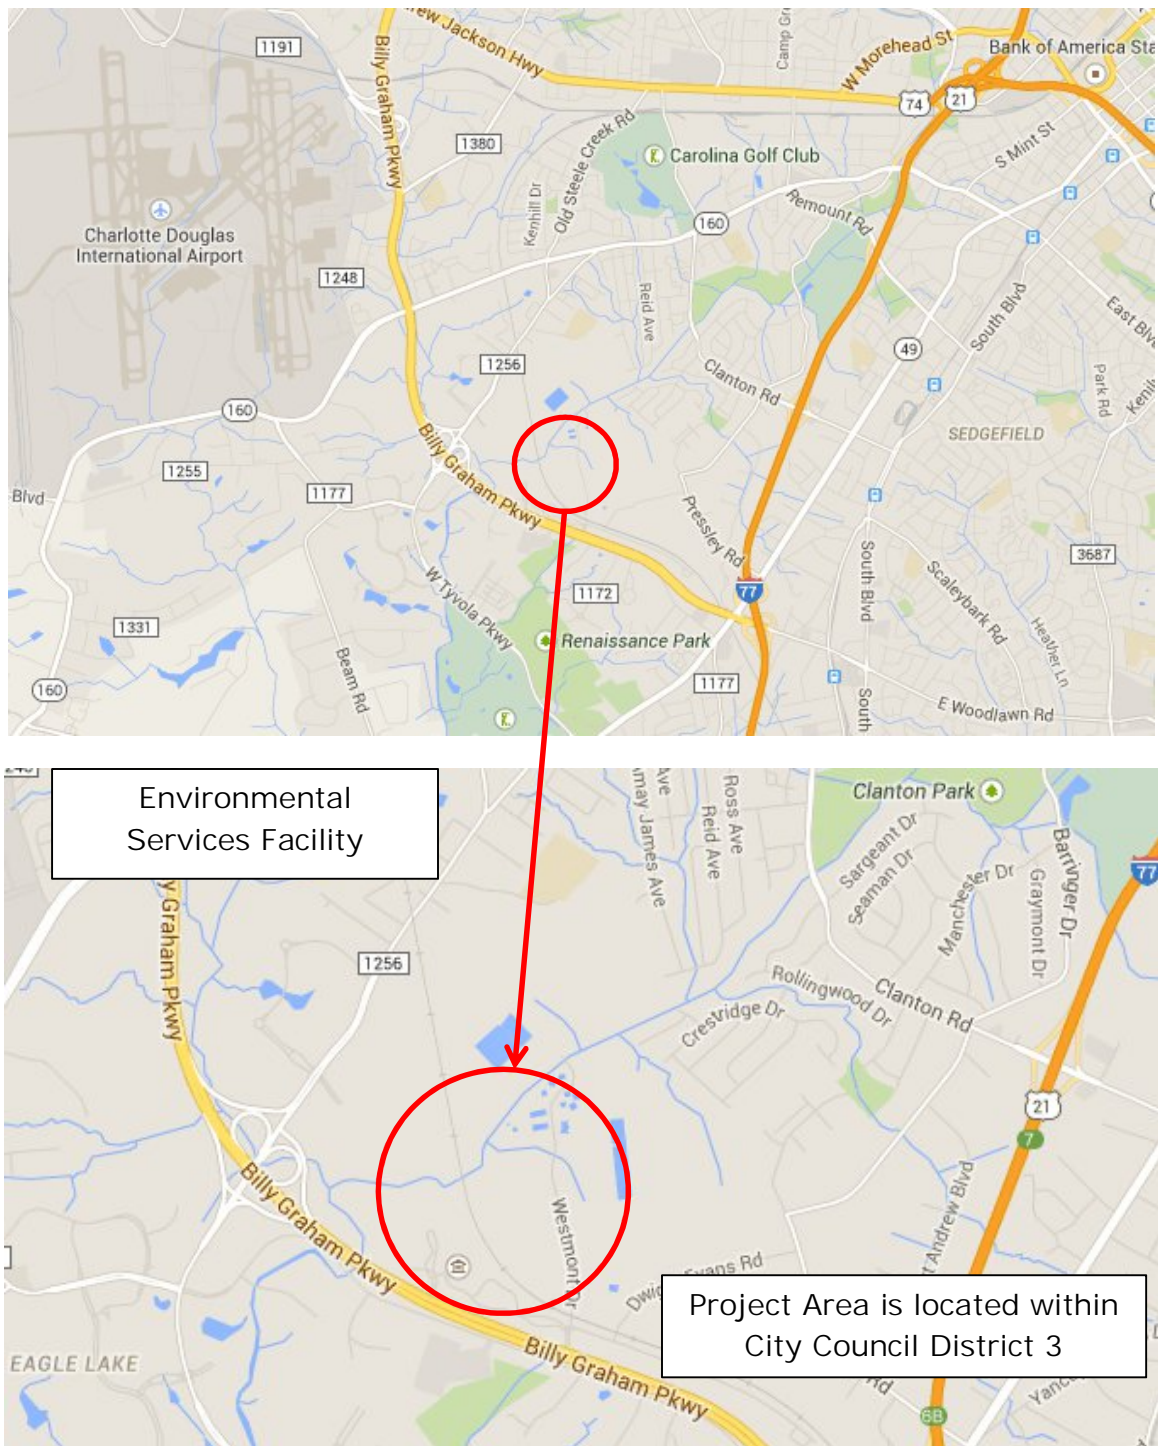 1191
Billy Graham Pkwy
Jackson Hwy
Camp
W Morehead St
Bank of America
74
21
1380
Old Steele Creek Rd
Carolina Golf Club
S Mint St
Kenhill Dr
Charlotte Douglas
International Airport
160
Remount Rd
1248
Reid Ave
South Blvd
East
49
1256
Clanton Rd
Park Rd
160
SEDGEFIELD
Billy Graham Pkwy
1255
1177
Blvd
Pressley Rd
South Blvd
3687
W Tyvola Pkwy
1172
77
Scaleybark Rd
1331
Renaissance Park
Heather Ln
Beam Rd
160
1177
South
E Woodlawn Rd
Environmental
Services Facility
Ave
James Ave
Reid Ave
Ross Ave
Clanton Park
Sargeant Dr
Seaman Dr
Manchester Dr
Graymont Dr
Barringer Dr
77
Graham Pkwy
1256
Rollingwood Dr
Clanton Rd
Crestridge Dr
21
7
Billy Graham Pkwy
Westmont Dr
Andrew Blvd
Evans Rd
Project Area is located within
City Council District 3
EAGLE LAKE
Billy Graham Pkwy
Rd
6B